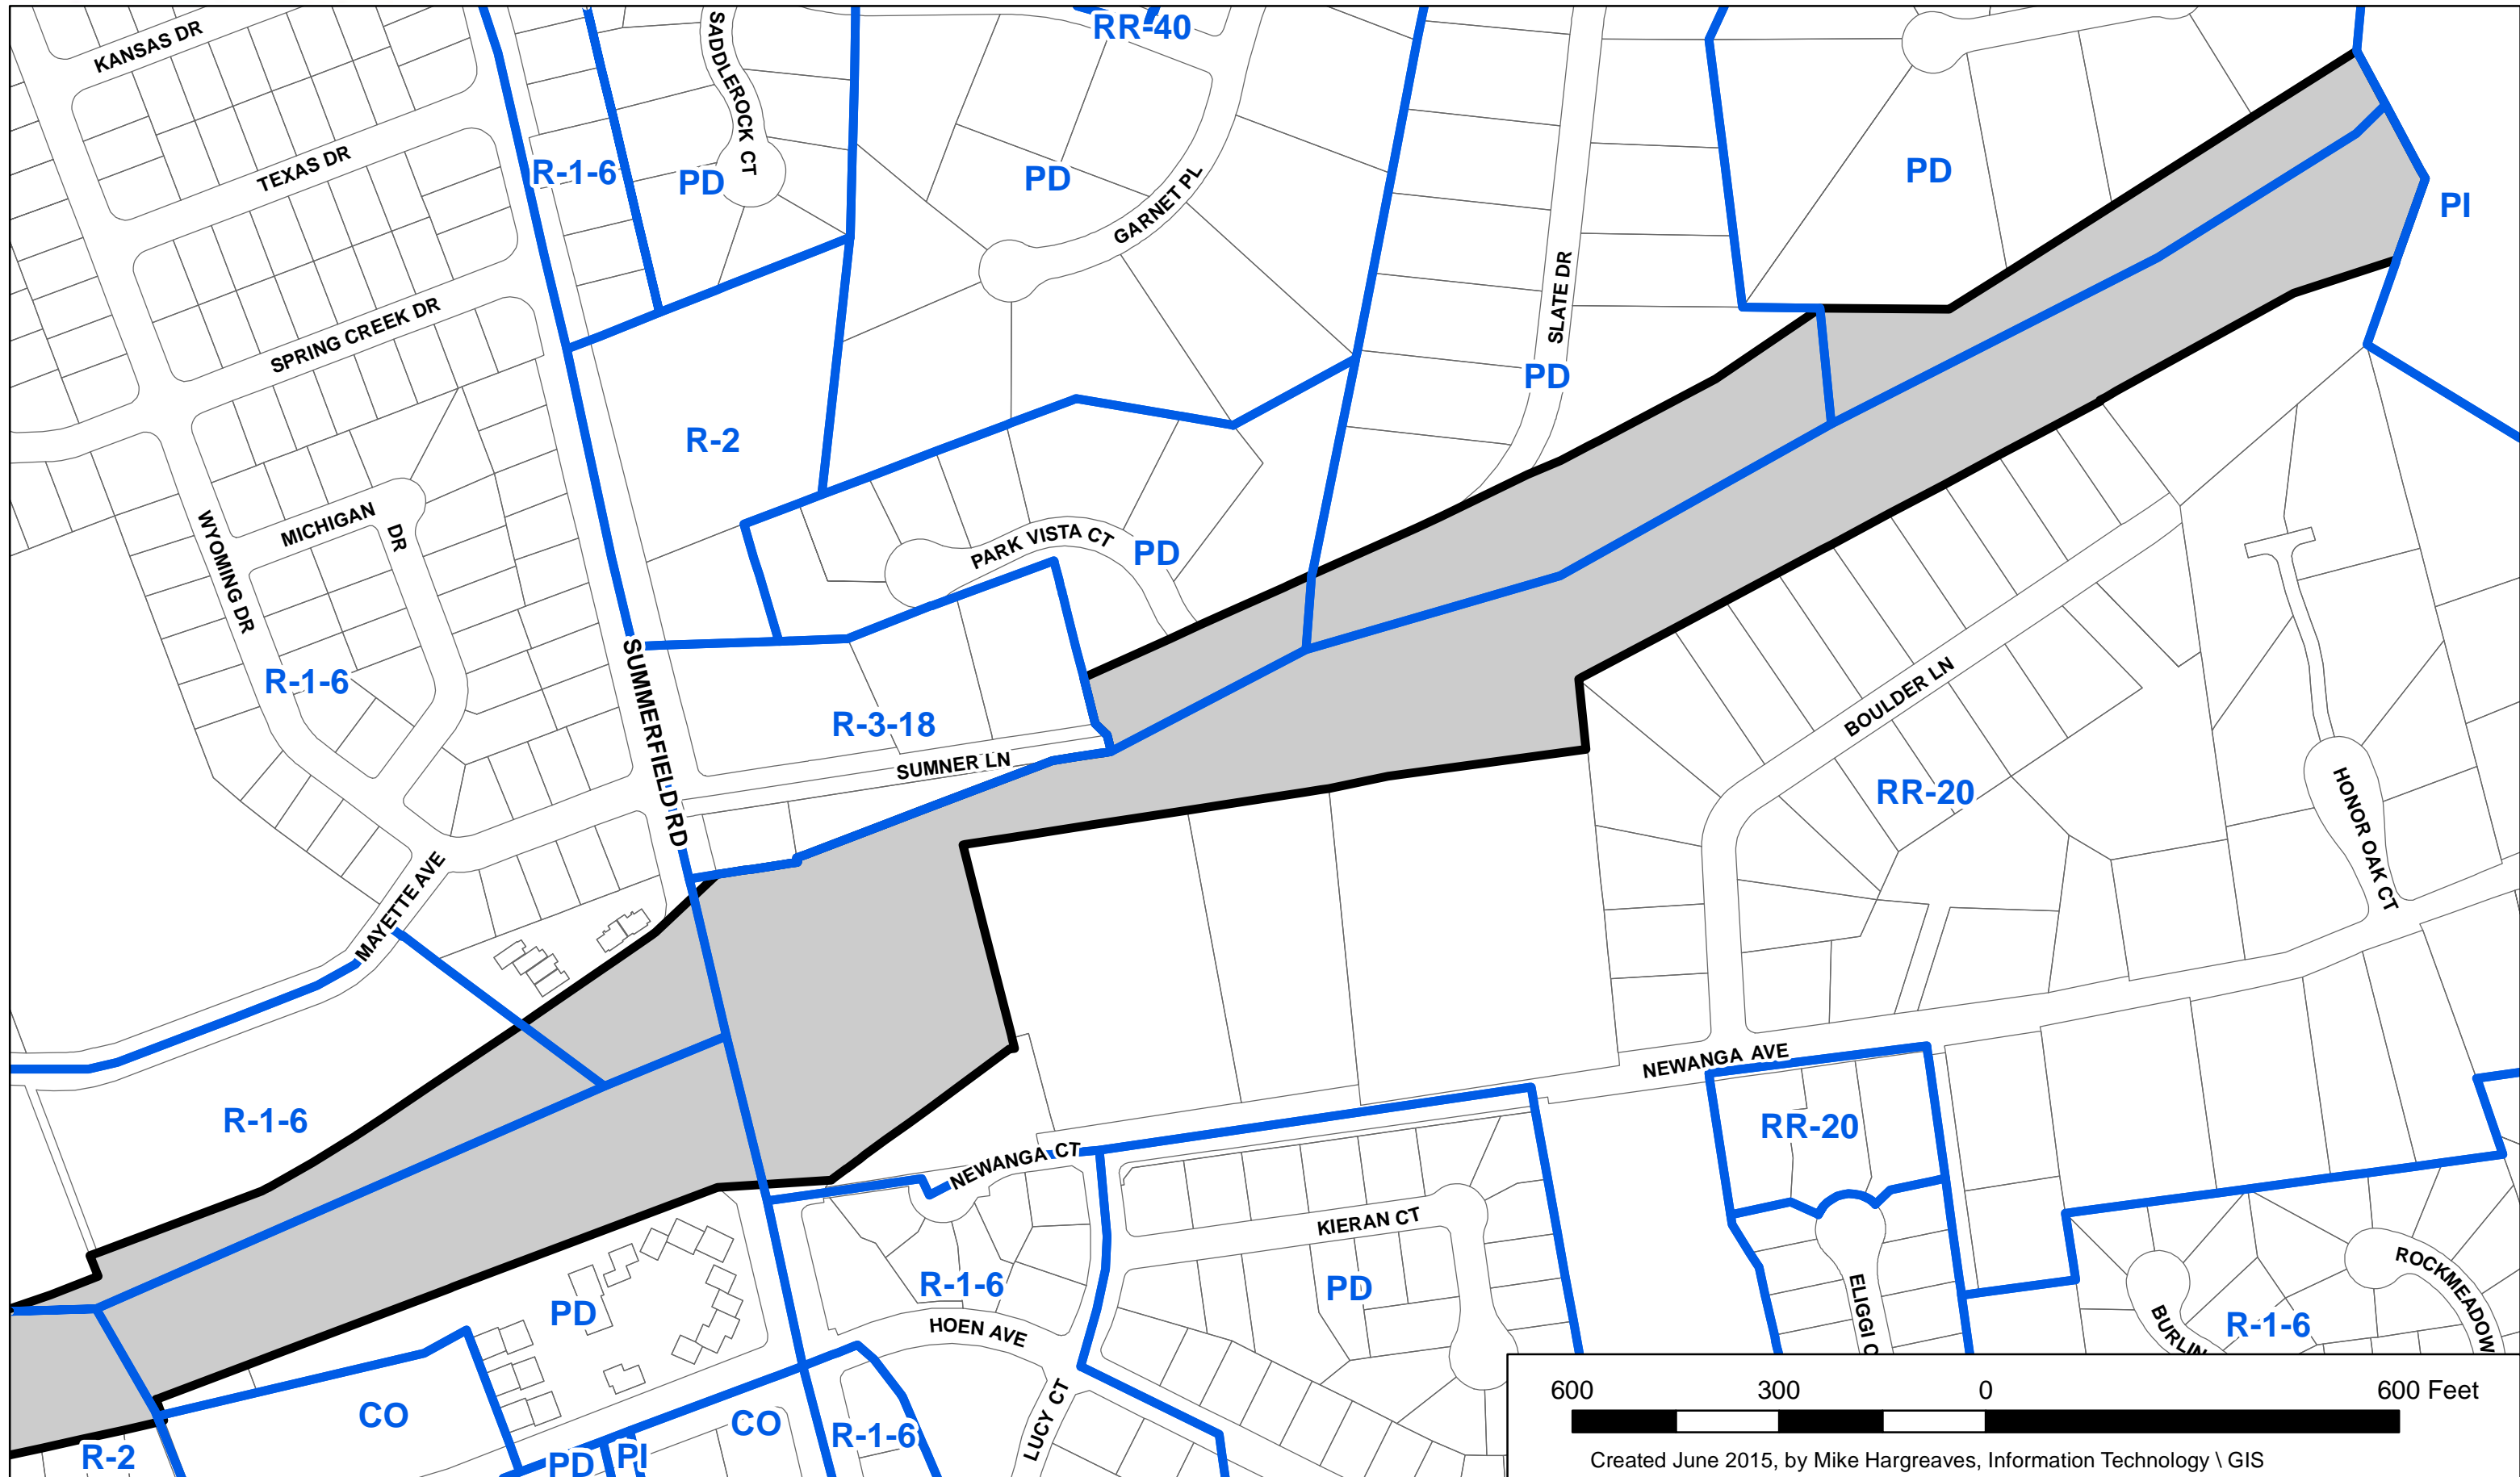 KANSAS DR
SADDLEROCK CT
RR-40
TEXAS DR
R-1-6
PD
PD
GARNET PL
PD
PI
SPRING CREEK DR
SLATE DR
PD
R-2
WYOMING DR
MICHIGAN
DR
PARK VISTA CT
PD
R-1-6
SUMMERFIELD RD
R-3-18
SUMNER LN
BOULDER LN
RR-20
HONOR OAK CT
MAYETTE AVE
NEWANGA AVE
R-1-6
NEWANGA CT
RR-20
KIERAN CT
R-1-6
PD
PD
HOEN AVE
ELIGGI C
BURLIN
R-1-6
ROCKMEADOW
CO
CO
R-1-6
LUCY CT
R-2
PD
PI
600 300 0 600 Feet
Created June 2015, by Mike Hargreaves, Information Technology \ GIS